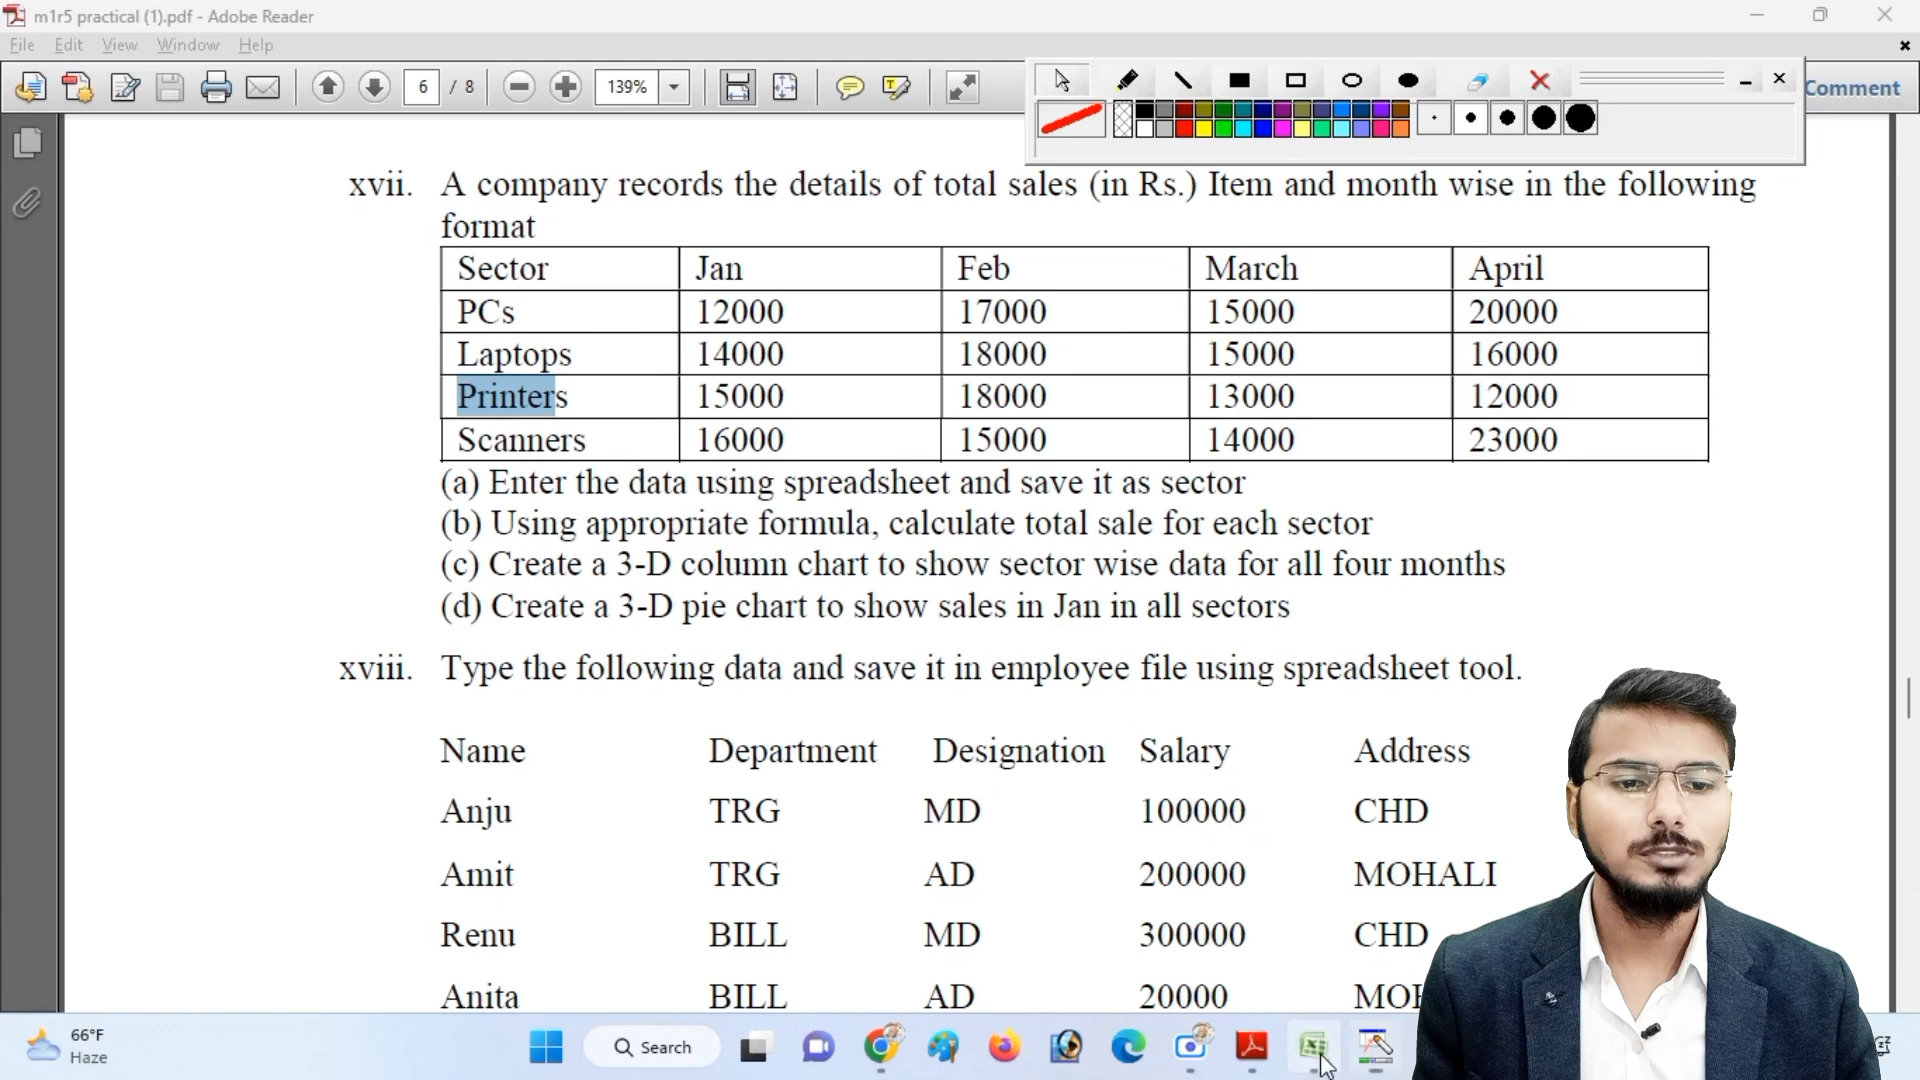 m1r5 practical (1).pdf - Adobe Reader
File Edit View Window Help
6 / 8 139% Comment
xvii. A company records the details of total sales (in Rs.) Item and month wise in the following
format
Sector Jan Feb March April
PCs 12000 17000 15000 20000
Laptops 14000 18000 15000 16000
Printers 15000 18000 13000 12000
Scanners 16000 15000 14000 23000
(a) Enter the data using spreadsheet and save it as sector
(b) Using appropriate formula, calculate total sale for each sector
(c) Create a 3-D column chart to show sector wise data for all four months
(d) Create a 3-D pie chart to show sales in Jan in all sectors
xviii. Type the following data and save it in employee file using spreadsheet tool.
Name Department Designation Salary Address
Anju TRG MD 100000 CHD
Amit TRG AD 200000 MOHALI
Renu BILL MD 300000 CHD
Anita BILL AD 20000
66°F
Haze
Search